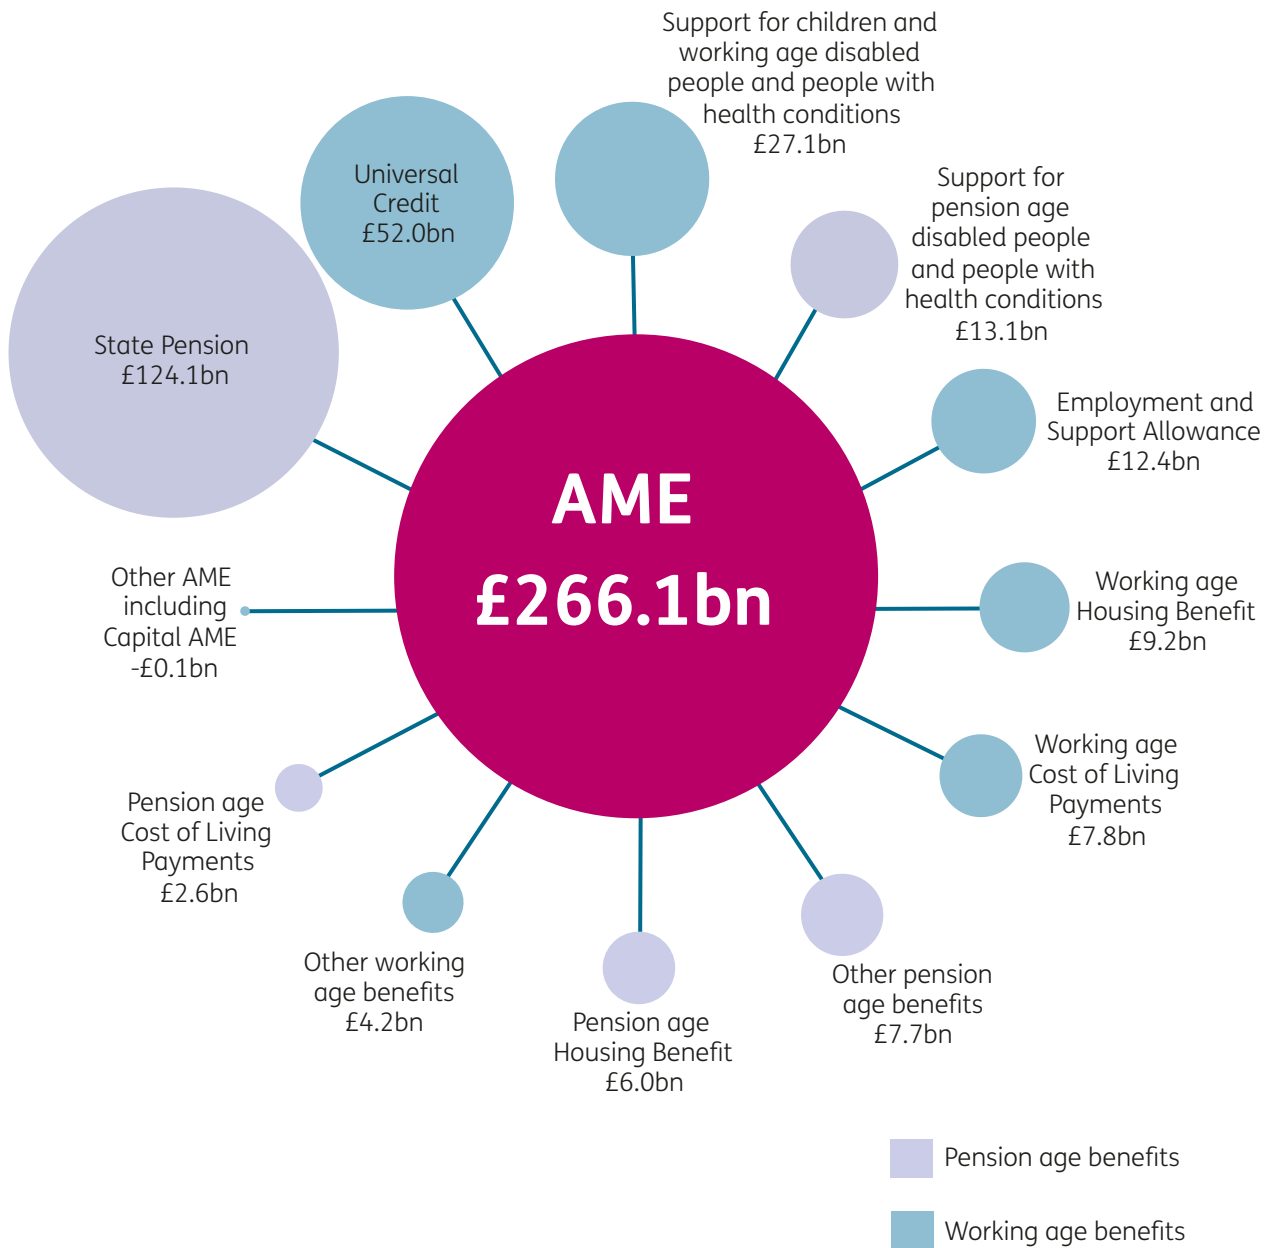 Support for children and
working age disabled
people and people with
health conditions
£27.1bn
Universal
Credit
£52.0bn
Support for
pension age
disabled people
and people with
health conditions
£13.1bn
State Pension
£124.1bn
Employment and
Support Allowance
£12.4bn
AME
£266.1bn
Other AME
including
Capital AME
-£0.1bn
Working age
Housing Benefit
£9.2bn
Working age
Cost of Living
Payments
£7.8bn
Pension age
Cost of Living
Payments
£2.6bn
Other working
age benefits
£4.2bn
Pension age
Housing Benefit
£6.0bn
Other pension
age benefits
£7.7bn
Pension age benefits
Working age benefits